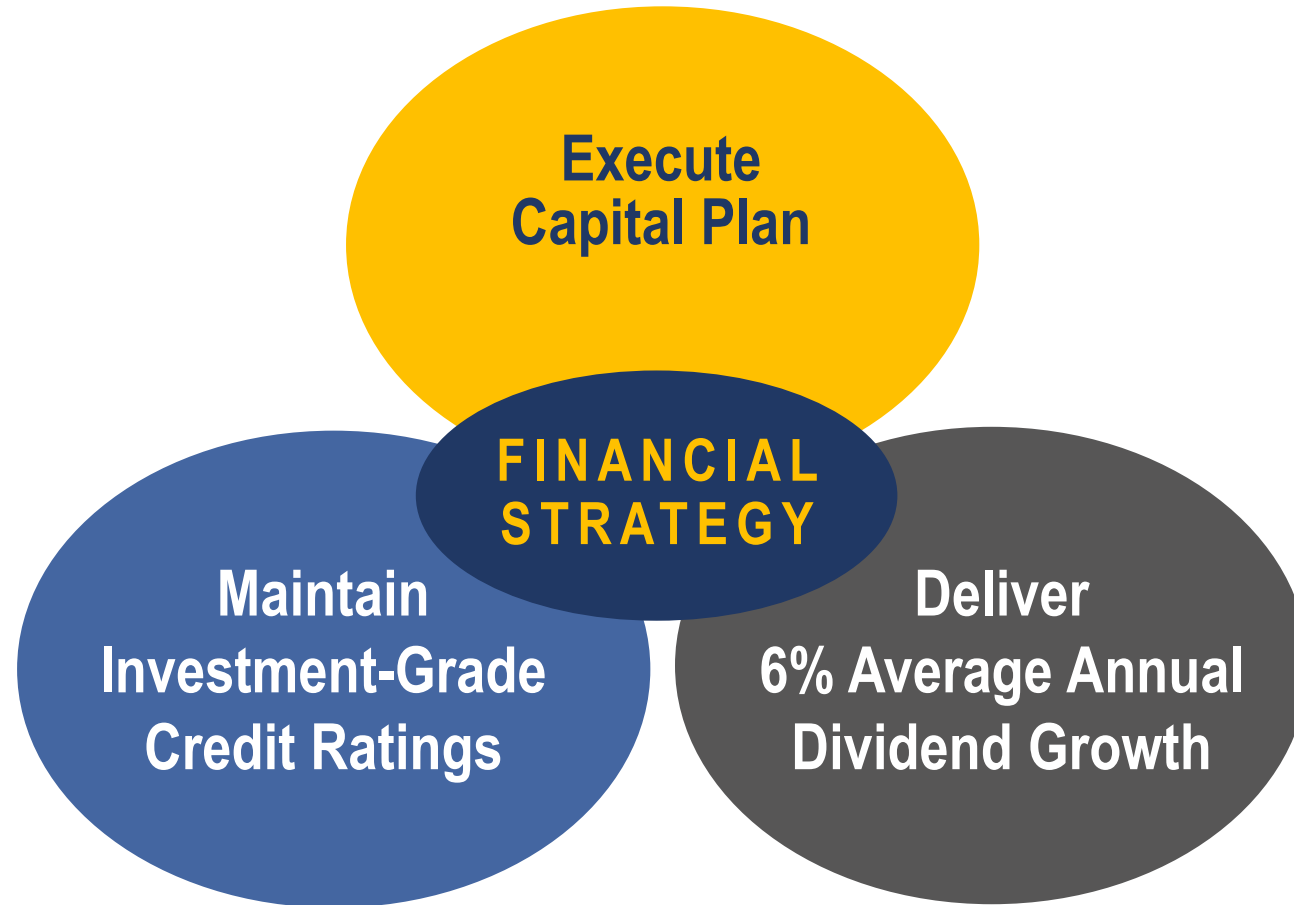 Execute
Capital Plan
FINANCIAL
STRATEGY
Maintain
Investment-Grade
Credit Ratings
Deliver
6% Average Annual
Dividend Growth